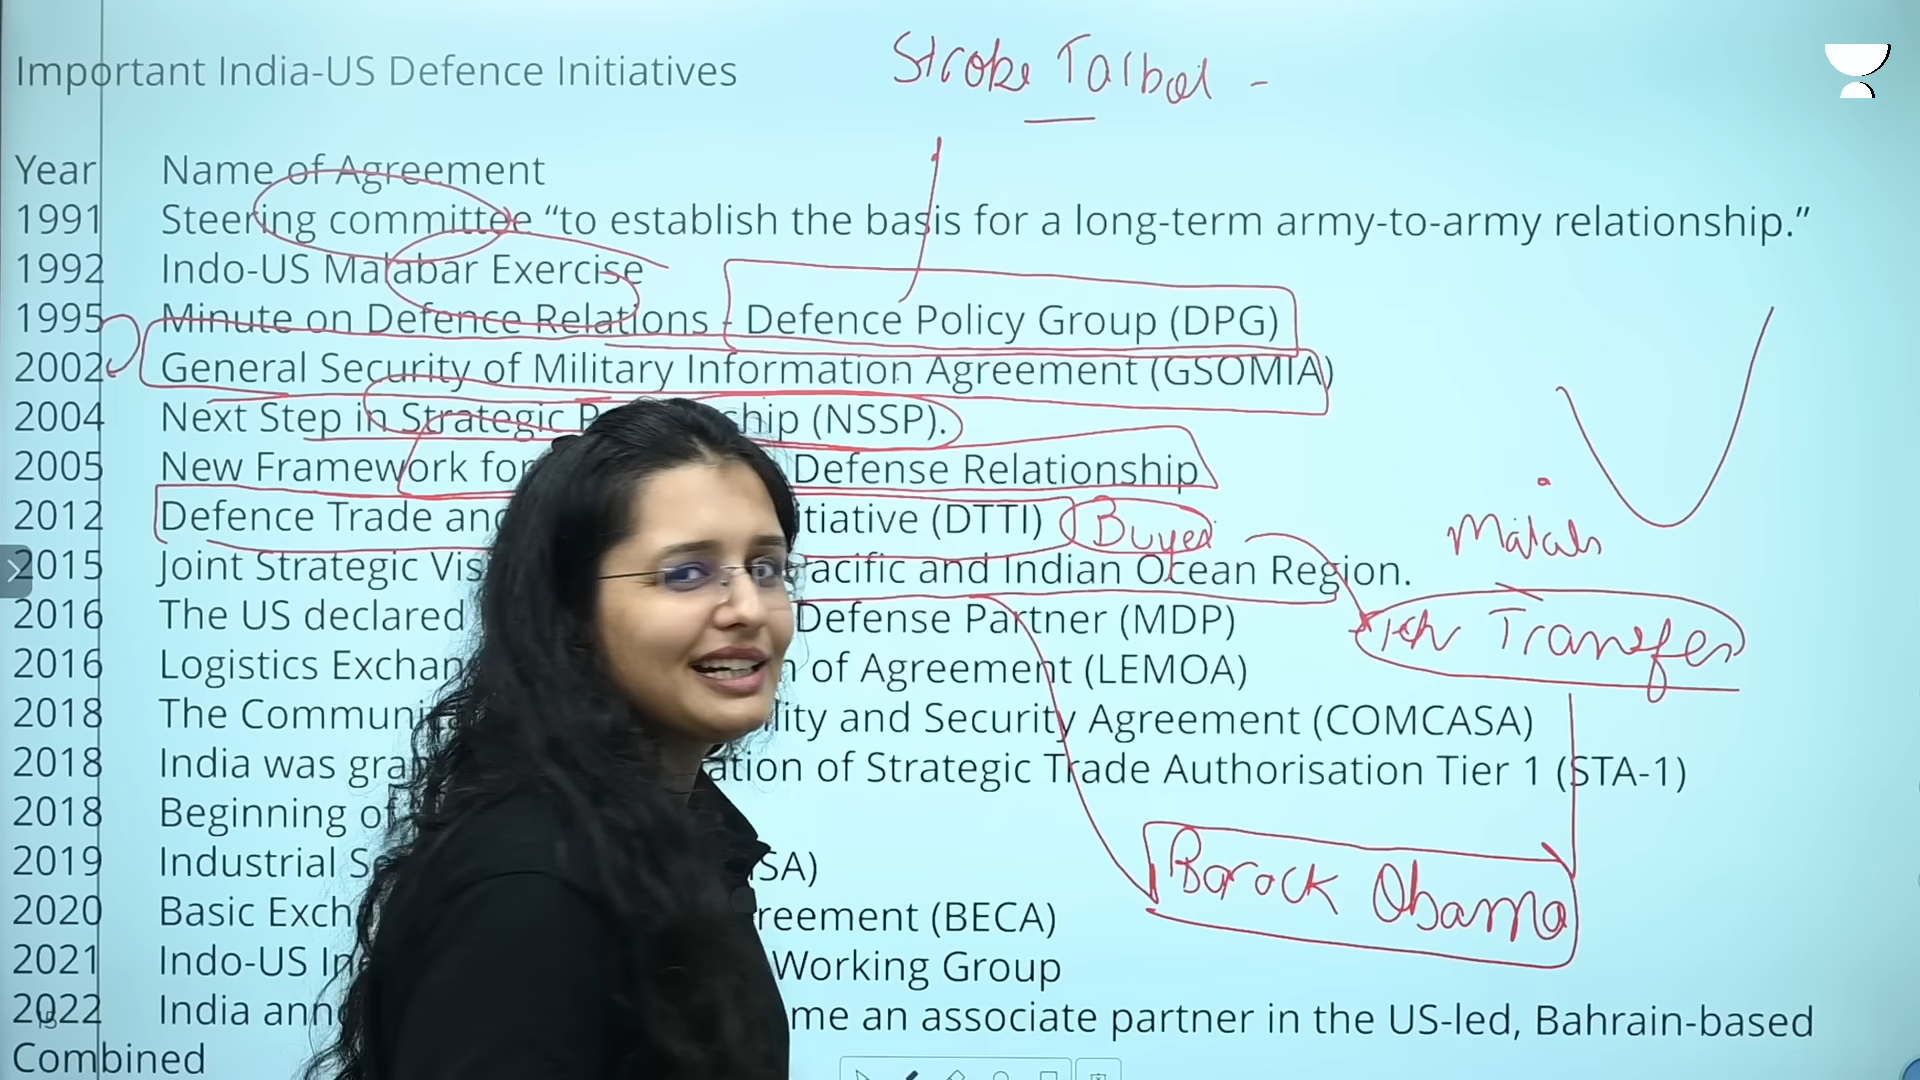 Important India-US Defence Initiatives
Stroke Talbot -
Year Name of Agreement
1991 Steering committee “to establish the basis for a long-term army-to-army relationship.”
1992 Indo-US Malabar Exercise
1995 Minute on Defence Relations - Defence Policy Group (DPG)
2002 General Security of Military Information Agreement (GSOMIA)
2004 Next Step in Strategic P hip (NSSP).
2005 New Framework for Defense Relationship
2012 Defence Trade and tiative (DTTI) Buyer
2015 Joint Strategic Vis acific and Indian Ocean Region.
2016 The US declared Defense Partner (MDP)
Transfer
2016 Logistics Exchan of Agreement (LEMOA)
2018 The Communi lity and Security Agreement (COMCASA)
2018 India was gra ation of Strategic Trade Authorisation Tier 1 (STA-1)
2018 Beginning of
2019 Industrial Se SA)
Barack Obama
2020 Basic Exch reement (BECA)
2021 Indo-US In Working Group
2022 India anno me an associate partner in the US-led, Bahrain-based
Combined